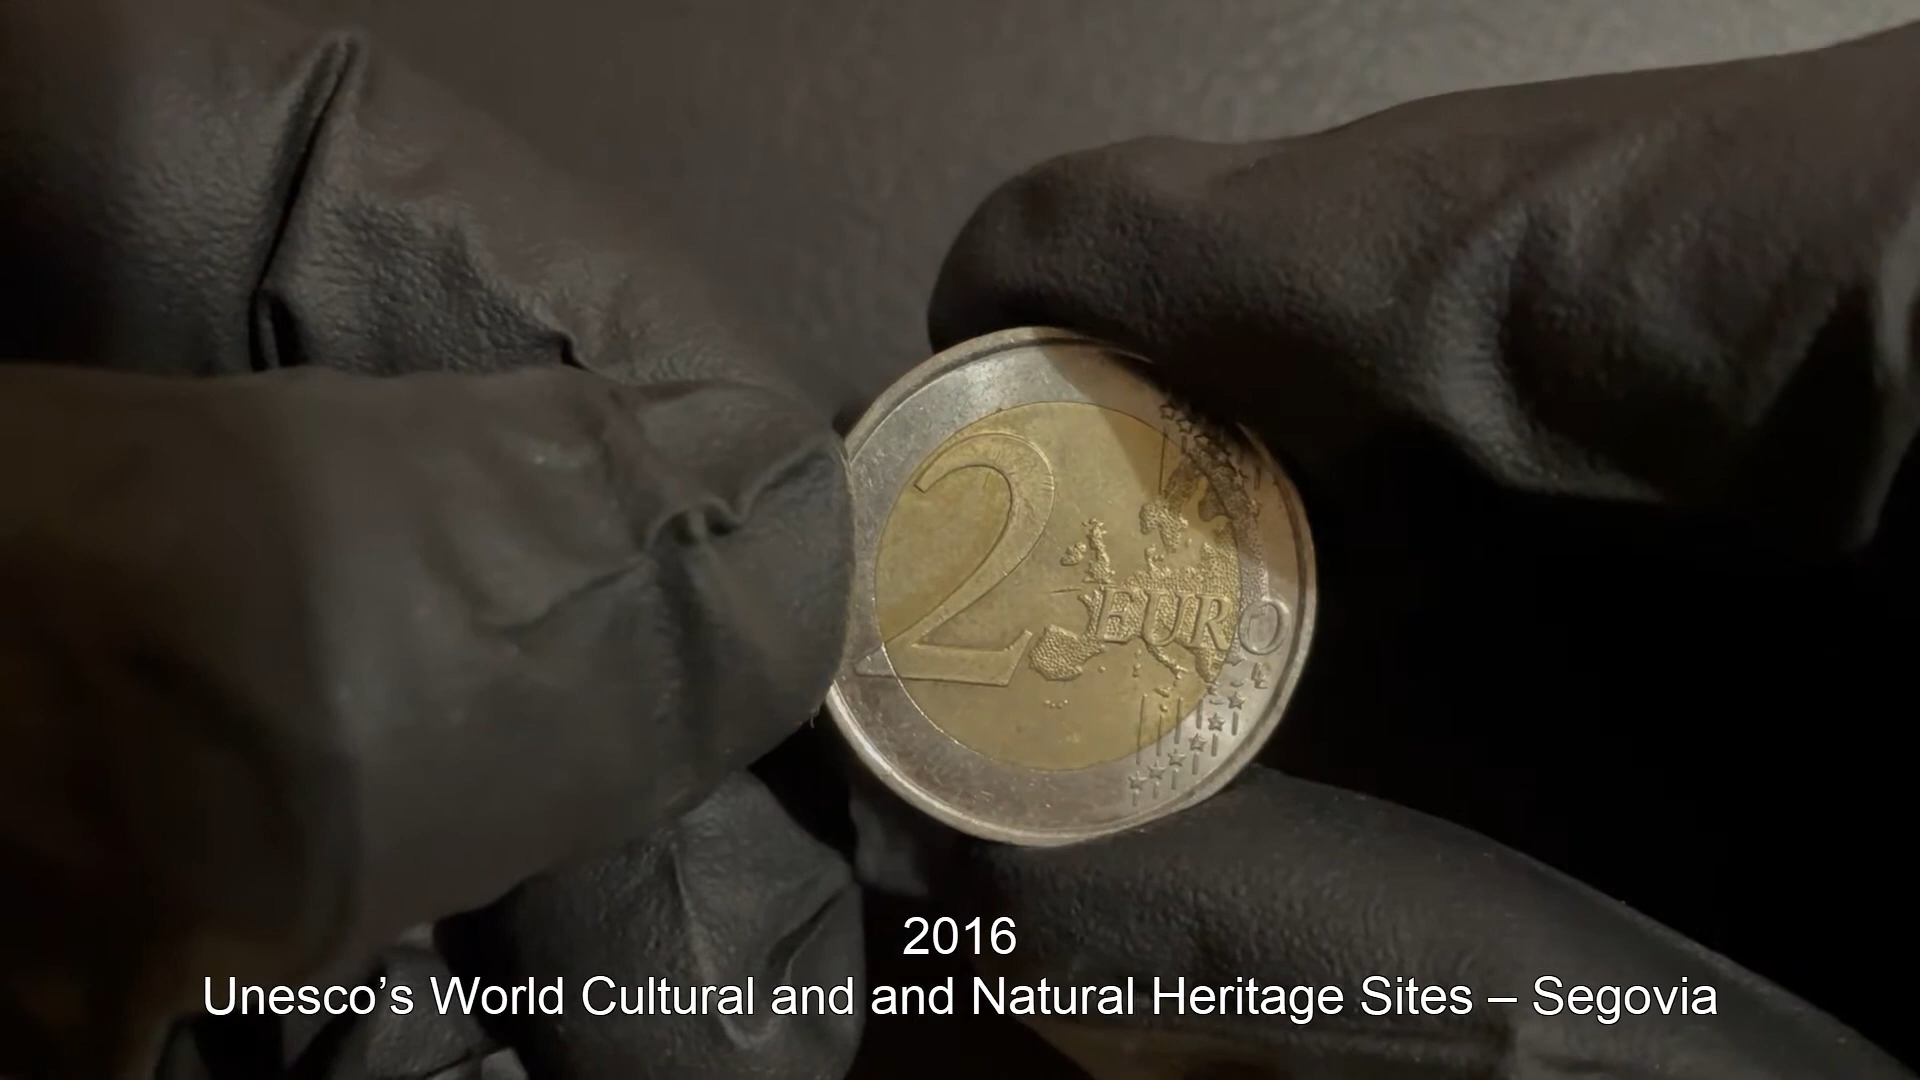 2 EURO
2016
Unesco’s World Cultural and and Natural Heritage Sites – Segovia